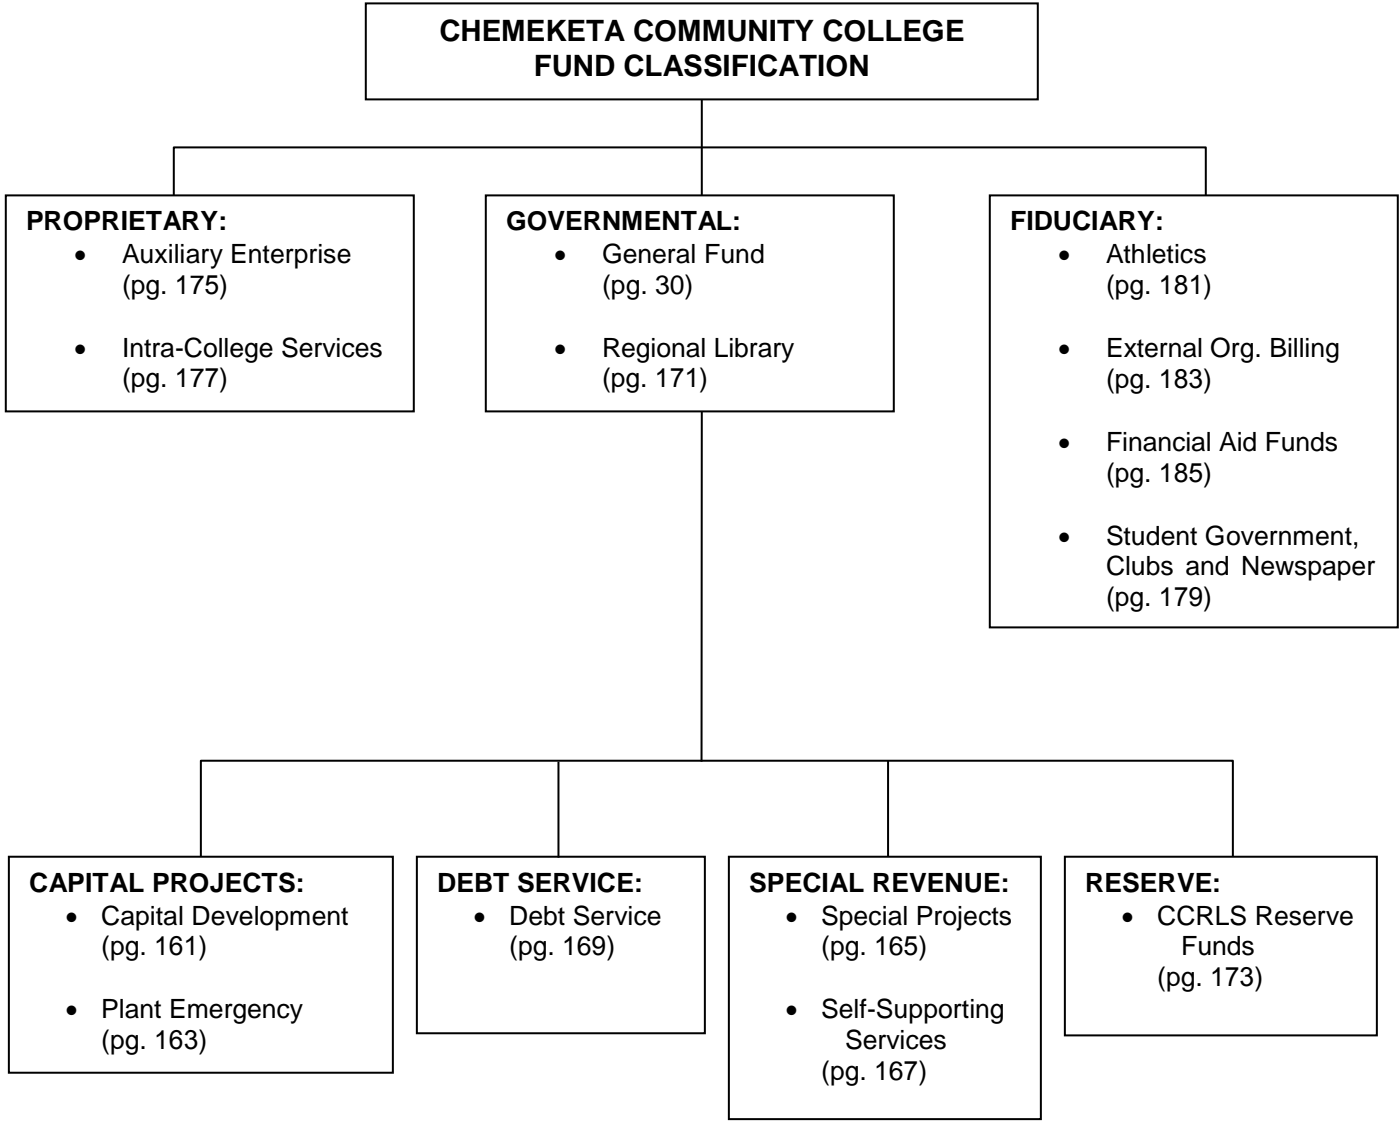 CHEMEKETA COMMUNITY COLLEGE
FUND CLASSIFICATION
PROPRIETARY:
• Auxiliary Enterprise
(pg. 175)
• Intra-College Services
(pg. 177)
GOVERNMENTAL:
• General Fund
(pg. 30)
• Regional Library
(pg. 171)
FIDUCIARY:
• Athletics
(pg. 181)
• External Org. Billing
(pg. 183)
• Financial Aid Funds
(pg. 185)
• Student Government,
Clubs and Newspaper
(pg. 179)
CAPITAL PROJECTS:
• Capital Development
(pg. 161)
• Plant Emergency
(pg. 163)
DEBT SERVICE:
• Debt Service
(pg. 169)
SPECIAL REVENUE:
• Special Projects
(pg. 165)
• Self-Supporting
Services
(pg. 167)
RESERVE:
• CCRLS Reserve
Funds
(pg. 173)